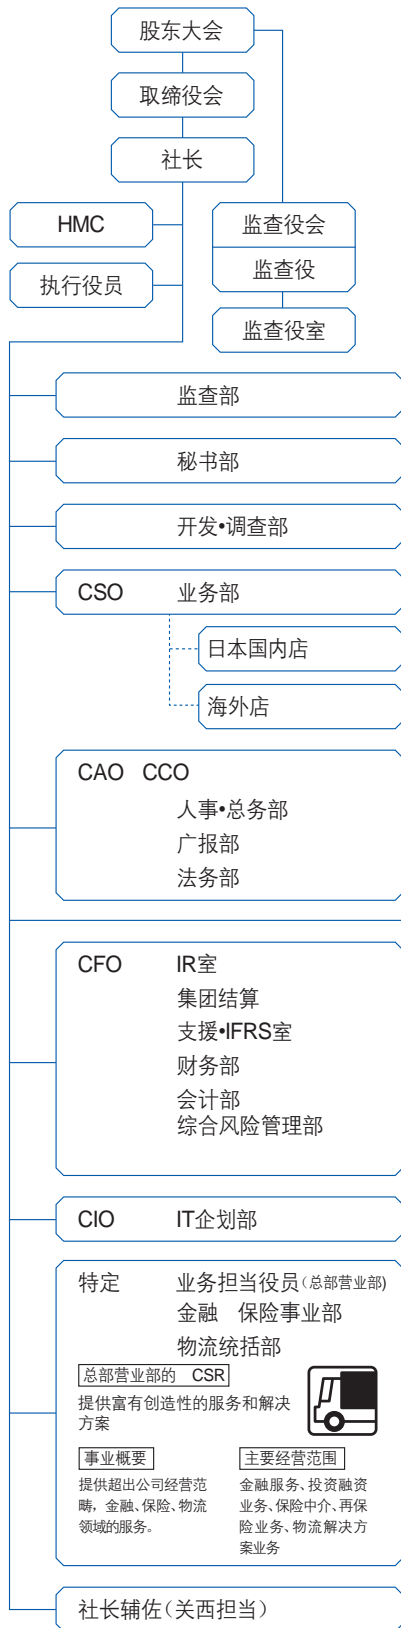 股东大会
取缔役会
社长
HMC
执行役员
监查役会
监查役
监查役室
监查部
秘书部
开发•调查部
CSO 业务部
日本国内店
海外店
CAO CCO
人事•总务部
广报部
法务部
CFO IR室
集团结算
支援•IFRS室
财务部
会计部
综合风险管理部
CIO IT企划部
特定 业务担当役员(总部营业部)
金融 保险事业部
物流统括部
总部营业部的 CSR
提供富有创造性的服务和解决
方案
事业概要
提供超出公司经营范
畴，金融、保险、物流
领域的服务。
主要经营范围
金融服务、投资融资
业务、保险中介、再保
险业务、物流解决方
案业务
社长辅佐（关西担当）